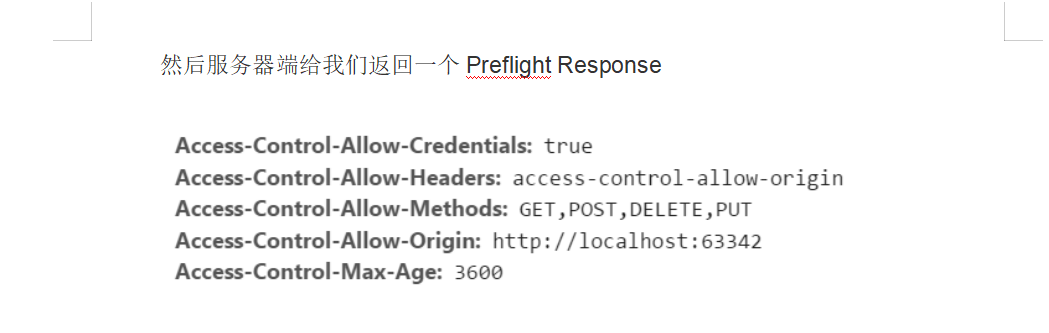 然后服务器端给我们返回一个 Preflight Response
Access-Control-Allow-Credentials: true
Access-Control-Allow-Headers: access-control-allow-origin
Access-Control-Allow-Methods: GET,POST,DELETE,PUT
Access-Control-Allow-Origin: http://localhost:63342
Access-Control-Max-Age: 3600